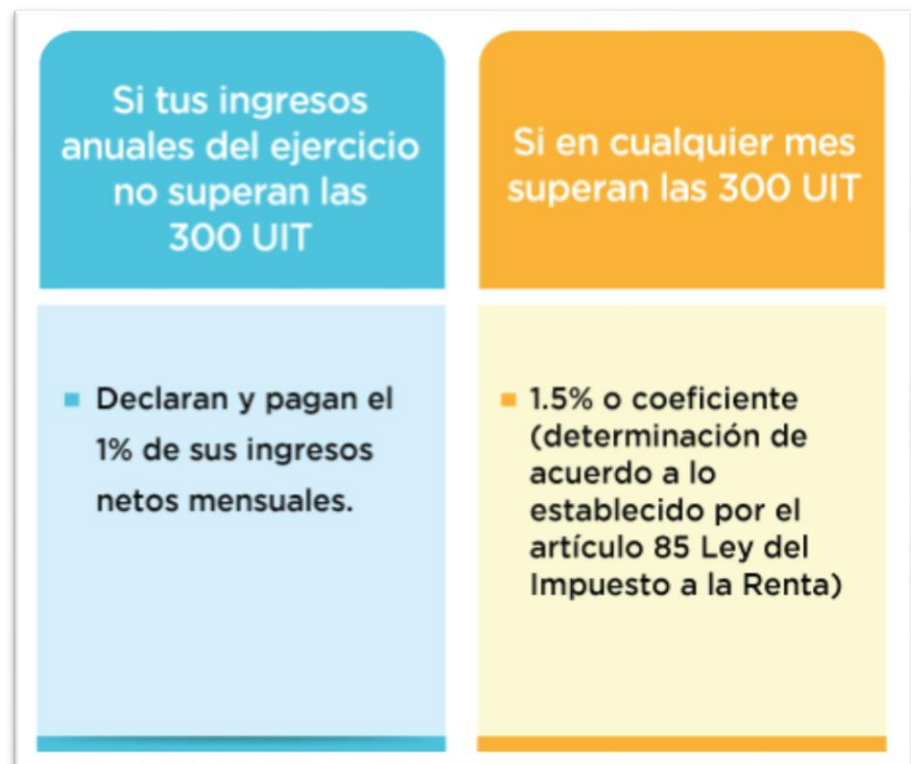 Si tus ingresos
anuales del ejercicio
no superan las
300 UIT
Si en cualquier mes
superan las 300 UIT
Declaran y pagan el
1% de sus ingresos
netos mensuales.
1.5% o coeficiente
(determinación de
acuerdo a lo
establecido por el
artículo 85 Ley del
Impuesto a la Renta)